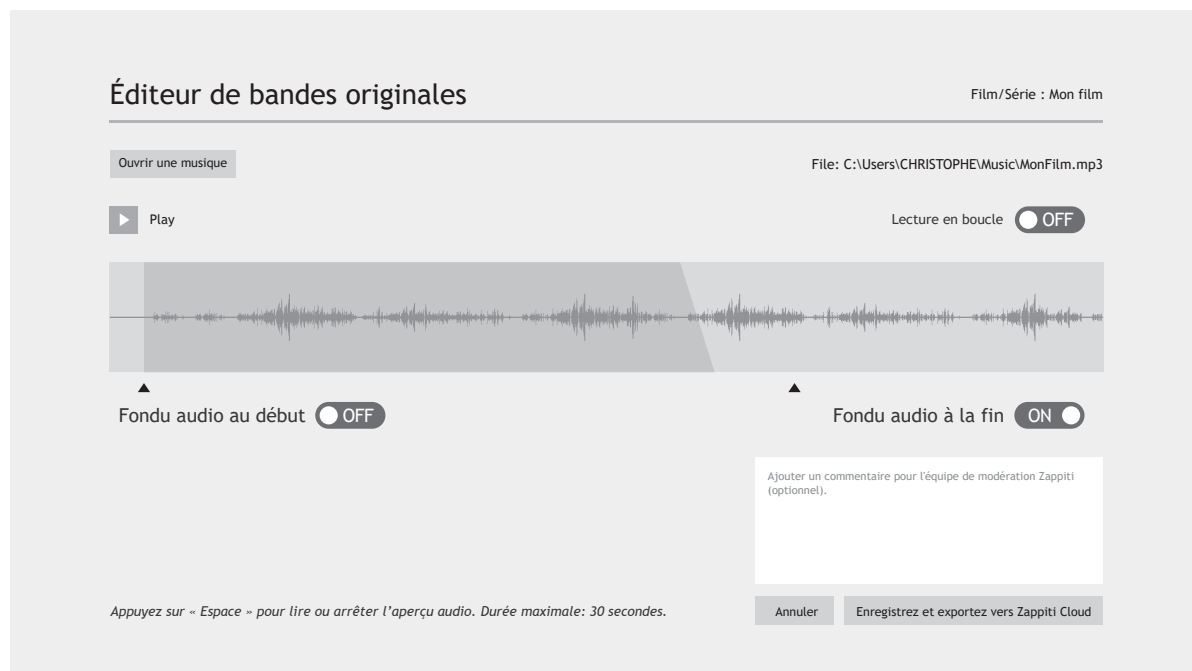 Éditeur de bandes originales
Film/Série : Mon film
Ouvrir une musique
File: C:\Users\CHRISTOPHE\Music\MonFilm.mp3
Play
Lecture en boucle
OFF
Fondu audio au début
OFF
Fondu audio à la fin
ON
Ajouter un commentaire pour l'équipe de modération Zappiti
(optionnel).
Appuyez sur « Espace » pour lire ou arrêter l’aperçu audio. Durée maximale: 30 secondes.
Annuler
Enregistrez et exportez vers Zappiti Cloud